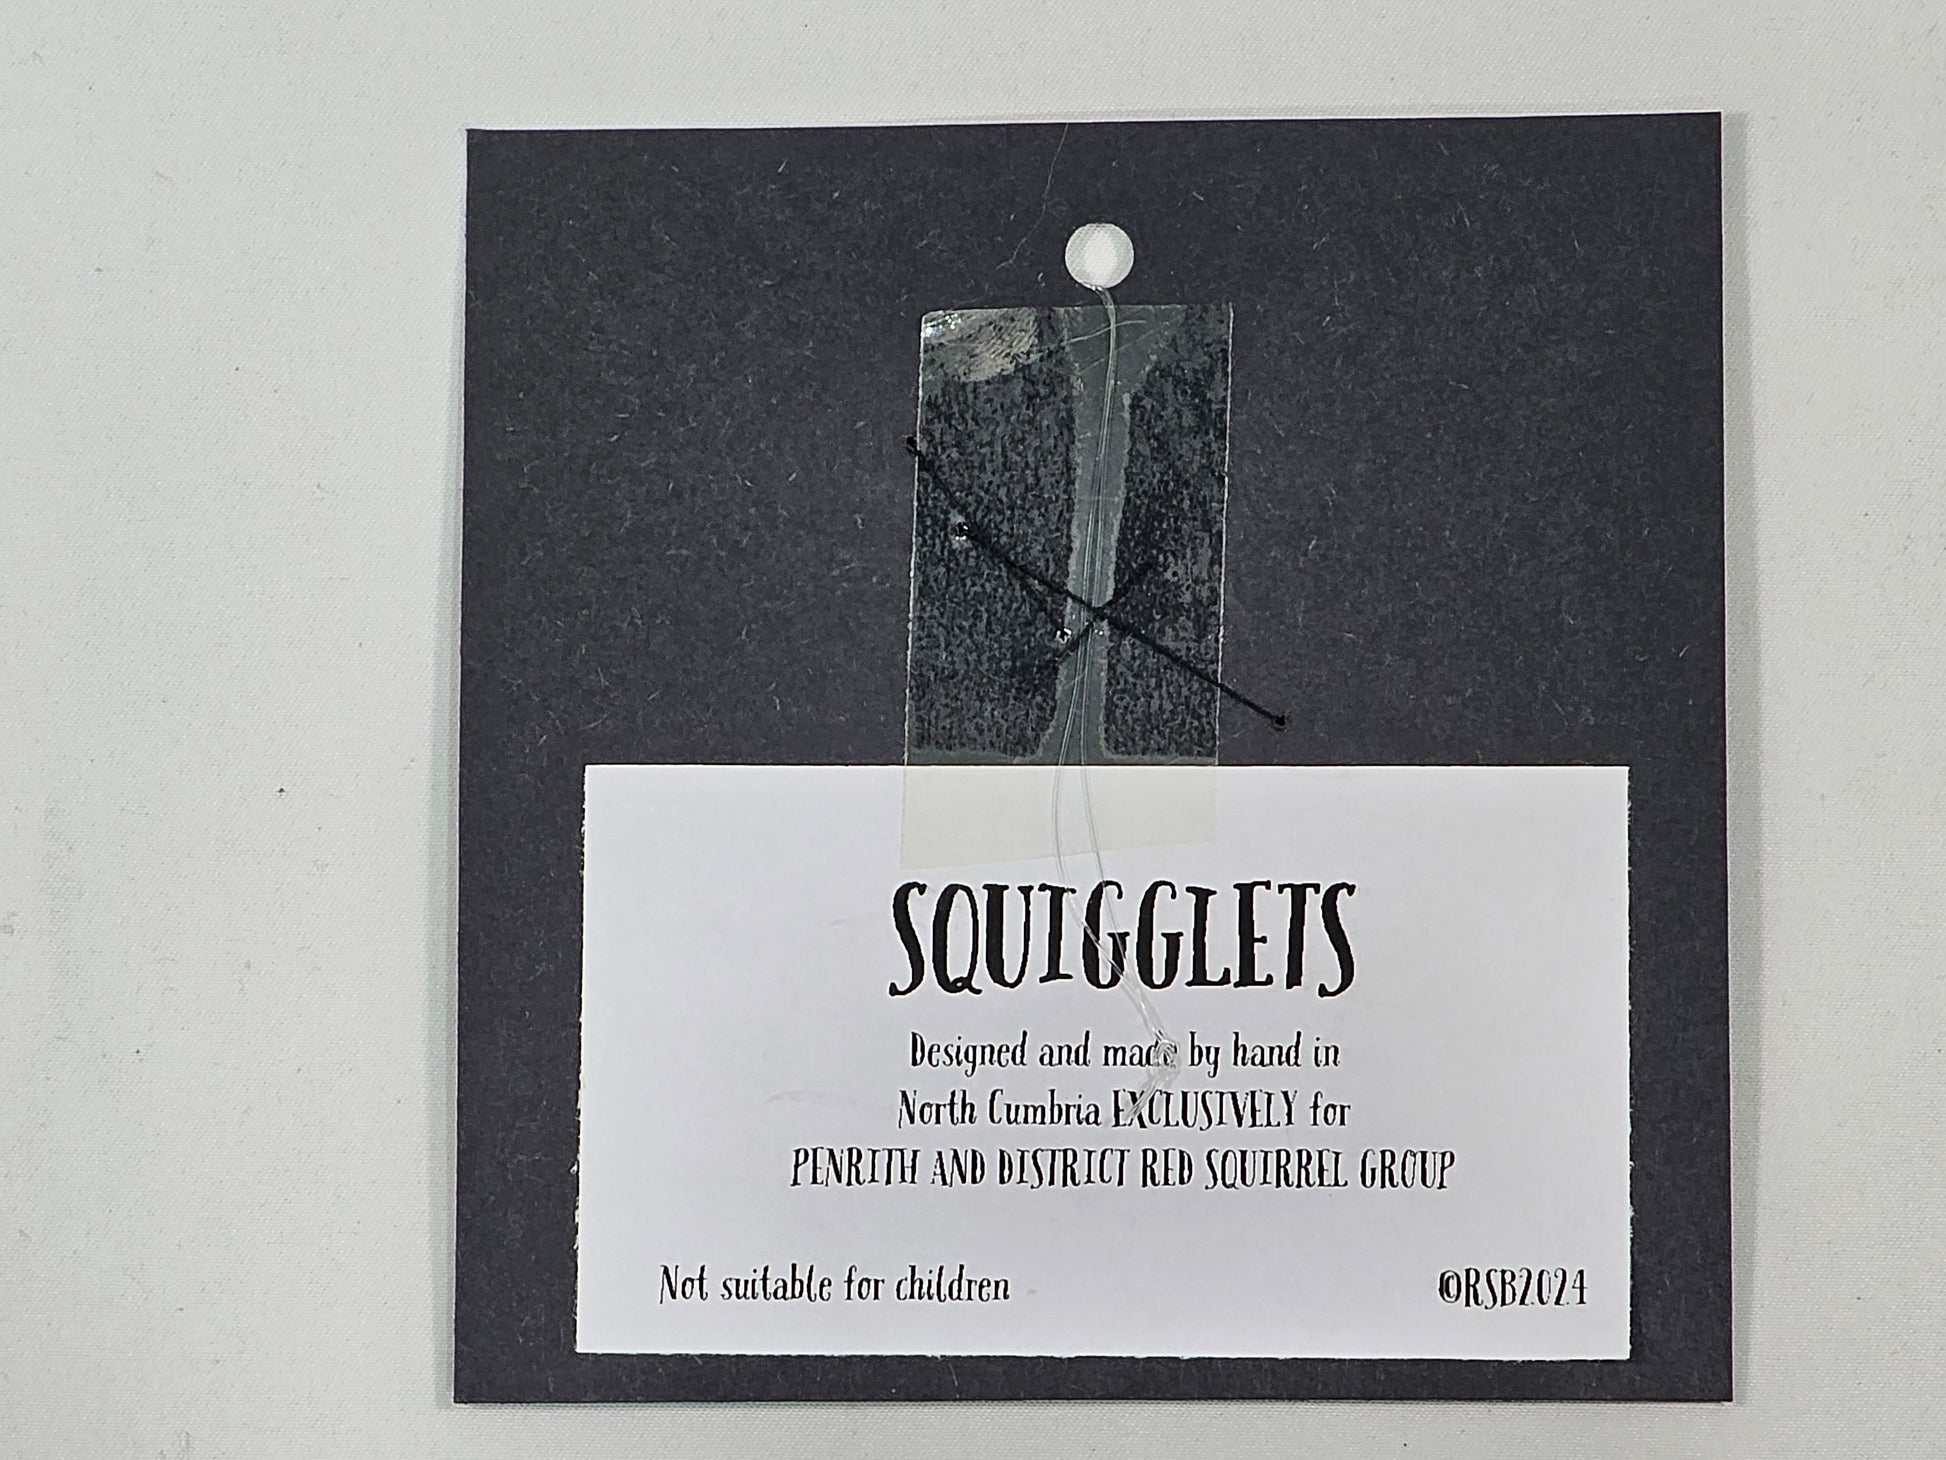 SQUIGGLETS
Designed and made by hand in
North Cumbria EXCLUSIVELY for
PENRITH AND DISTRICT RED SQUIRREL GROUP
Not suitable for children
©RSB2024